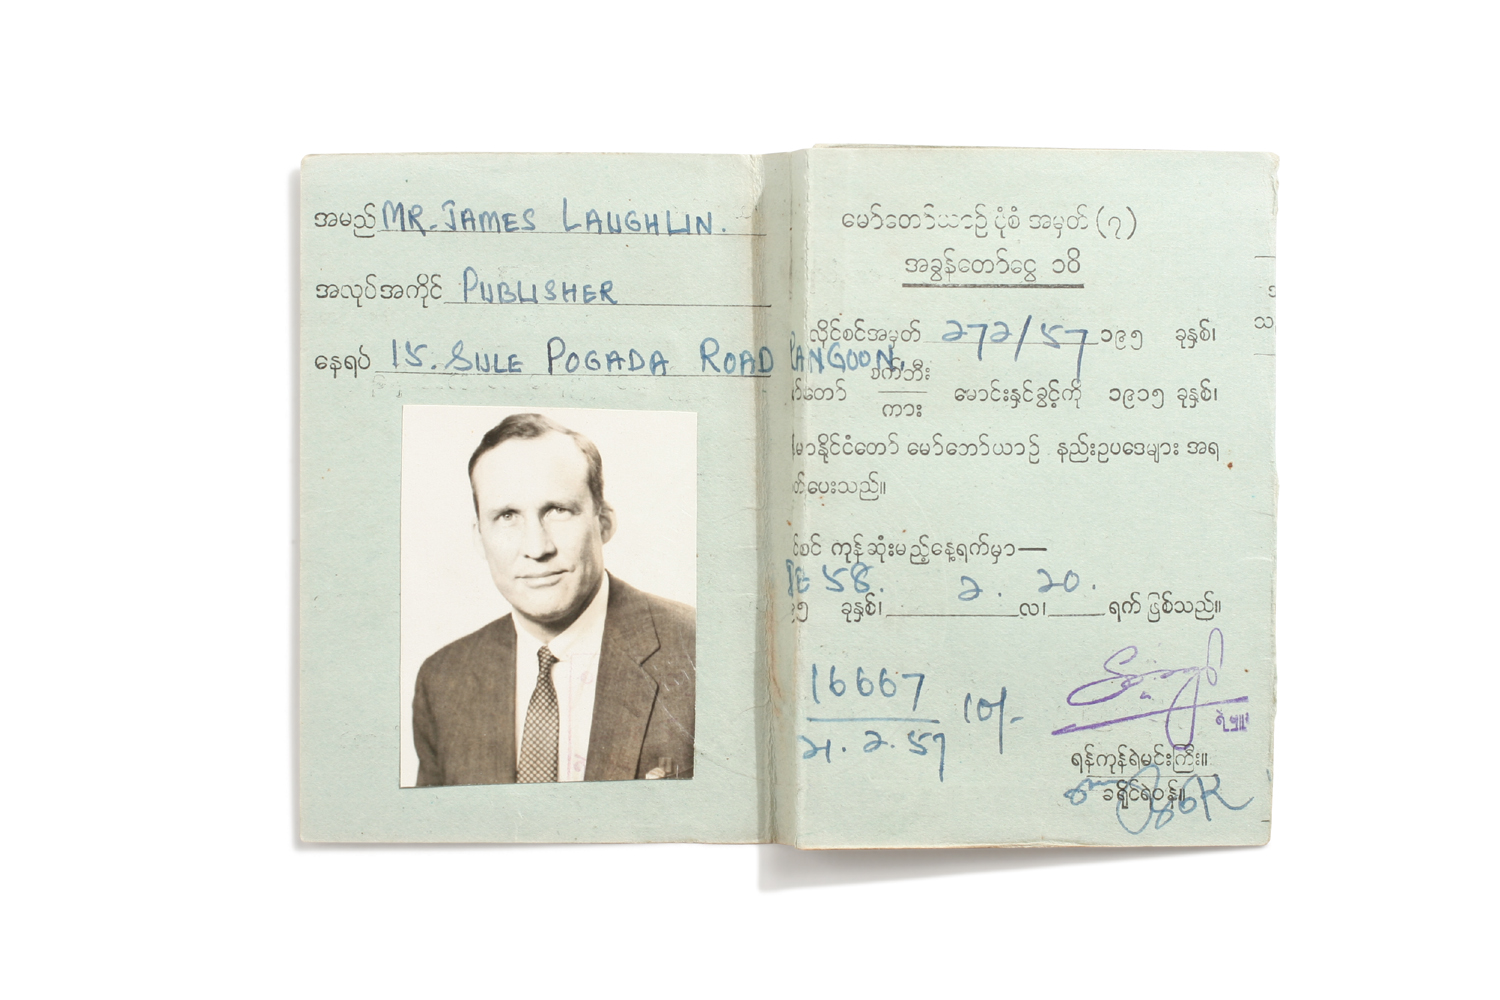 အမည် MR. JAMES LAUGHLIN.
အလုပ်အကိုင် PUBLISHER
နေရပ် 15. SULE POGADA ROAD RANGOON.
မော်တော်ယာဉ်ပုံစံ အမှတ် (၇)
အခွန်တော်ငွေ ၁ဝိ
လိုင်စင်အမှတ် 272/57 ၁၉၅ ခုနှစ်၊
စက်ဘီး
တော် ကား မောင်းနှင်ခွင့်ကို ၁၉၁၅ ခုနှစ်၊
မာနိုင်ငံတော် မော်တော်ယာဉ် နည်းဥပဒေများ အရ
ပေးသည်။
စင် ကုန်ဆုံးမည့်နေ့ရက်မှာ—
58. 2. 20.
၅ ခုနှစ်၊ လ၊ ရက် ဖြစ်သည်။
16667 10/-
21.2.57
ရန်ကုန်ရဲမင်းကြီး။
ခရိုင်ရဲဝန်။